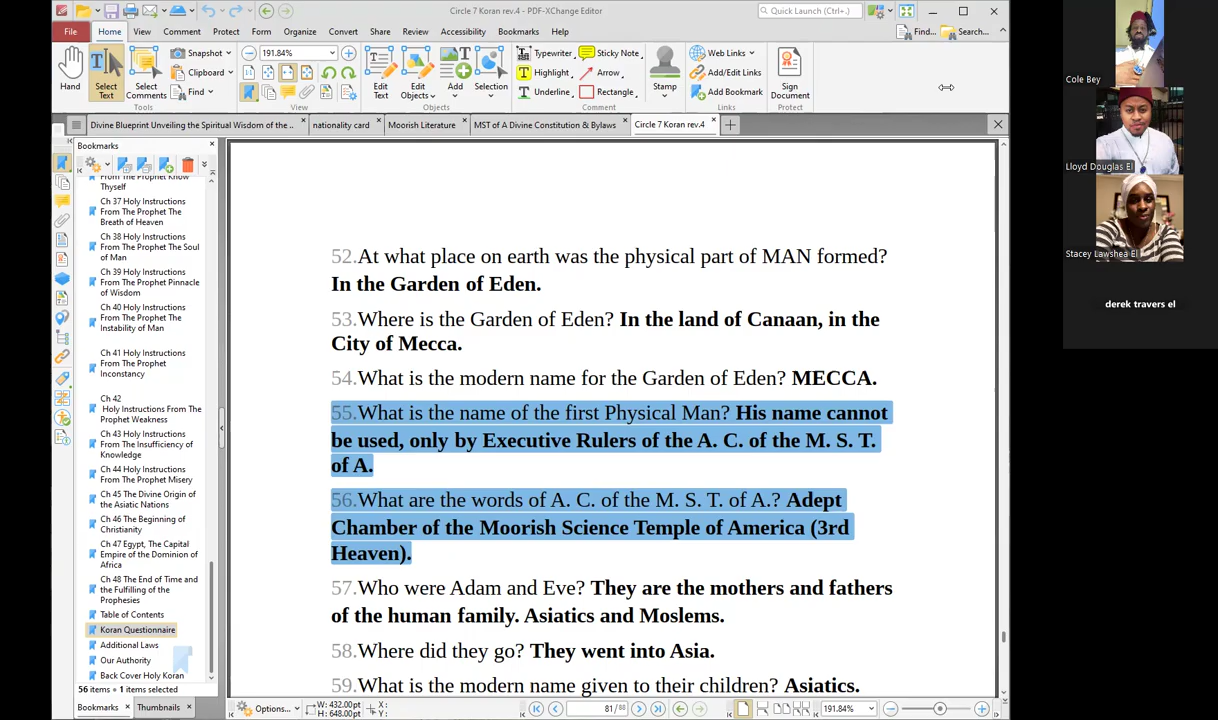 Circle 7 Koran rev.4 - PDF-XChange Editor
Quick Launch (Ctrl+.)
File Home View Comment Protect Form Organize Convert Share Review Accessibility Bookmarks Help Find... Search...
Snapshot 191.84% Typewriter Sticky Note Web Links
Hand Select Text Select Comments Clipboard Edit Text Edit Objects Add Selection Highlight Arrow Stamp Add/Edit Links Sign Document
Find Underline Rectangle Add Bookmark
Tools View Objects Comment Links Protect
Divine Blueprint Unveiling the Spiritual Wisdom of the ... nationality card Moorish Literature MST of A Divine Constitution & Bylaws Circle 7 Koran rev.4
Bookmarks
From The Prophet Know
Thyself
Ch 37 Holy Instructions
From The Prophet The
Breath of Heaven
Ch 38 Holy Instructions
From The Prophet The Soul
of Man
Ch 39 Holy Instructions
From The Prophet Pinnacle
of Wisdom
Ch 40 Holy Instructions
From The Prophet The
Instability of Man
Ch 41 Holy Instructions
From The Prophet
Inconstancy
Ch 42
Holy Instructions From The
Prophet Weakness
Ch 43 Holy Instructions
From The Insufficiency of
Knowledge
Ch 44 Holy Instructions
From The Prophet Misery
Ch 45 The Divine Origin of
the Asiatic Nations
Ch 46 The Beginning of
Christianity
Ch 47 Egypt, The Capital
Empire of the Dominion of
Africa
Ch 48 The End of Time and
the Fulfilling of the
Prophesies
Table of Contents
Koran Questionnaire
Additional Laws
Our Authority
Back Cover Holy Koran
56 items • 1 items selected
Bookmarks Thumbnails
52.At what place on earth was the physical part of MAN formed?
In the Garden of Eden.
53.Where is the Garden of Eden? In the land of Canaan, in the
City of Mecca.
54.What is the modern name for the Garden of Eden? MECCA.
55.What is the name of the first Physical Man? His name cannot
be used, only by Executive Rulers of the A. C. of the M. S. T.
of A.
56.What are the words of A. C. of the M. S. T. of A.? Adept
Chamber of the Moorish Science Temple of America (3rd
Heaven).
57.Who were Adam and Eve? They are the mothers and fathers
of the human family. Asiatics and Moslems.
58.Where did they go? They went into Asia.
59.What is the modern name given to their children? Asiatics.
Options... W: 432.00mm X:
H: 648.00mm Y:
81/88
191.84%
Cole Bey
Lloyd Douglas El
Stacey Lawshea El
derek travers el